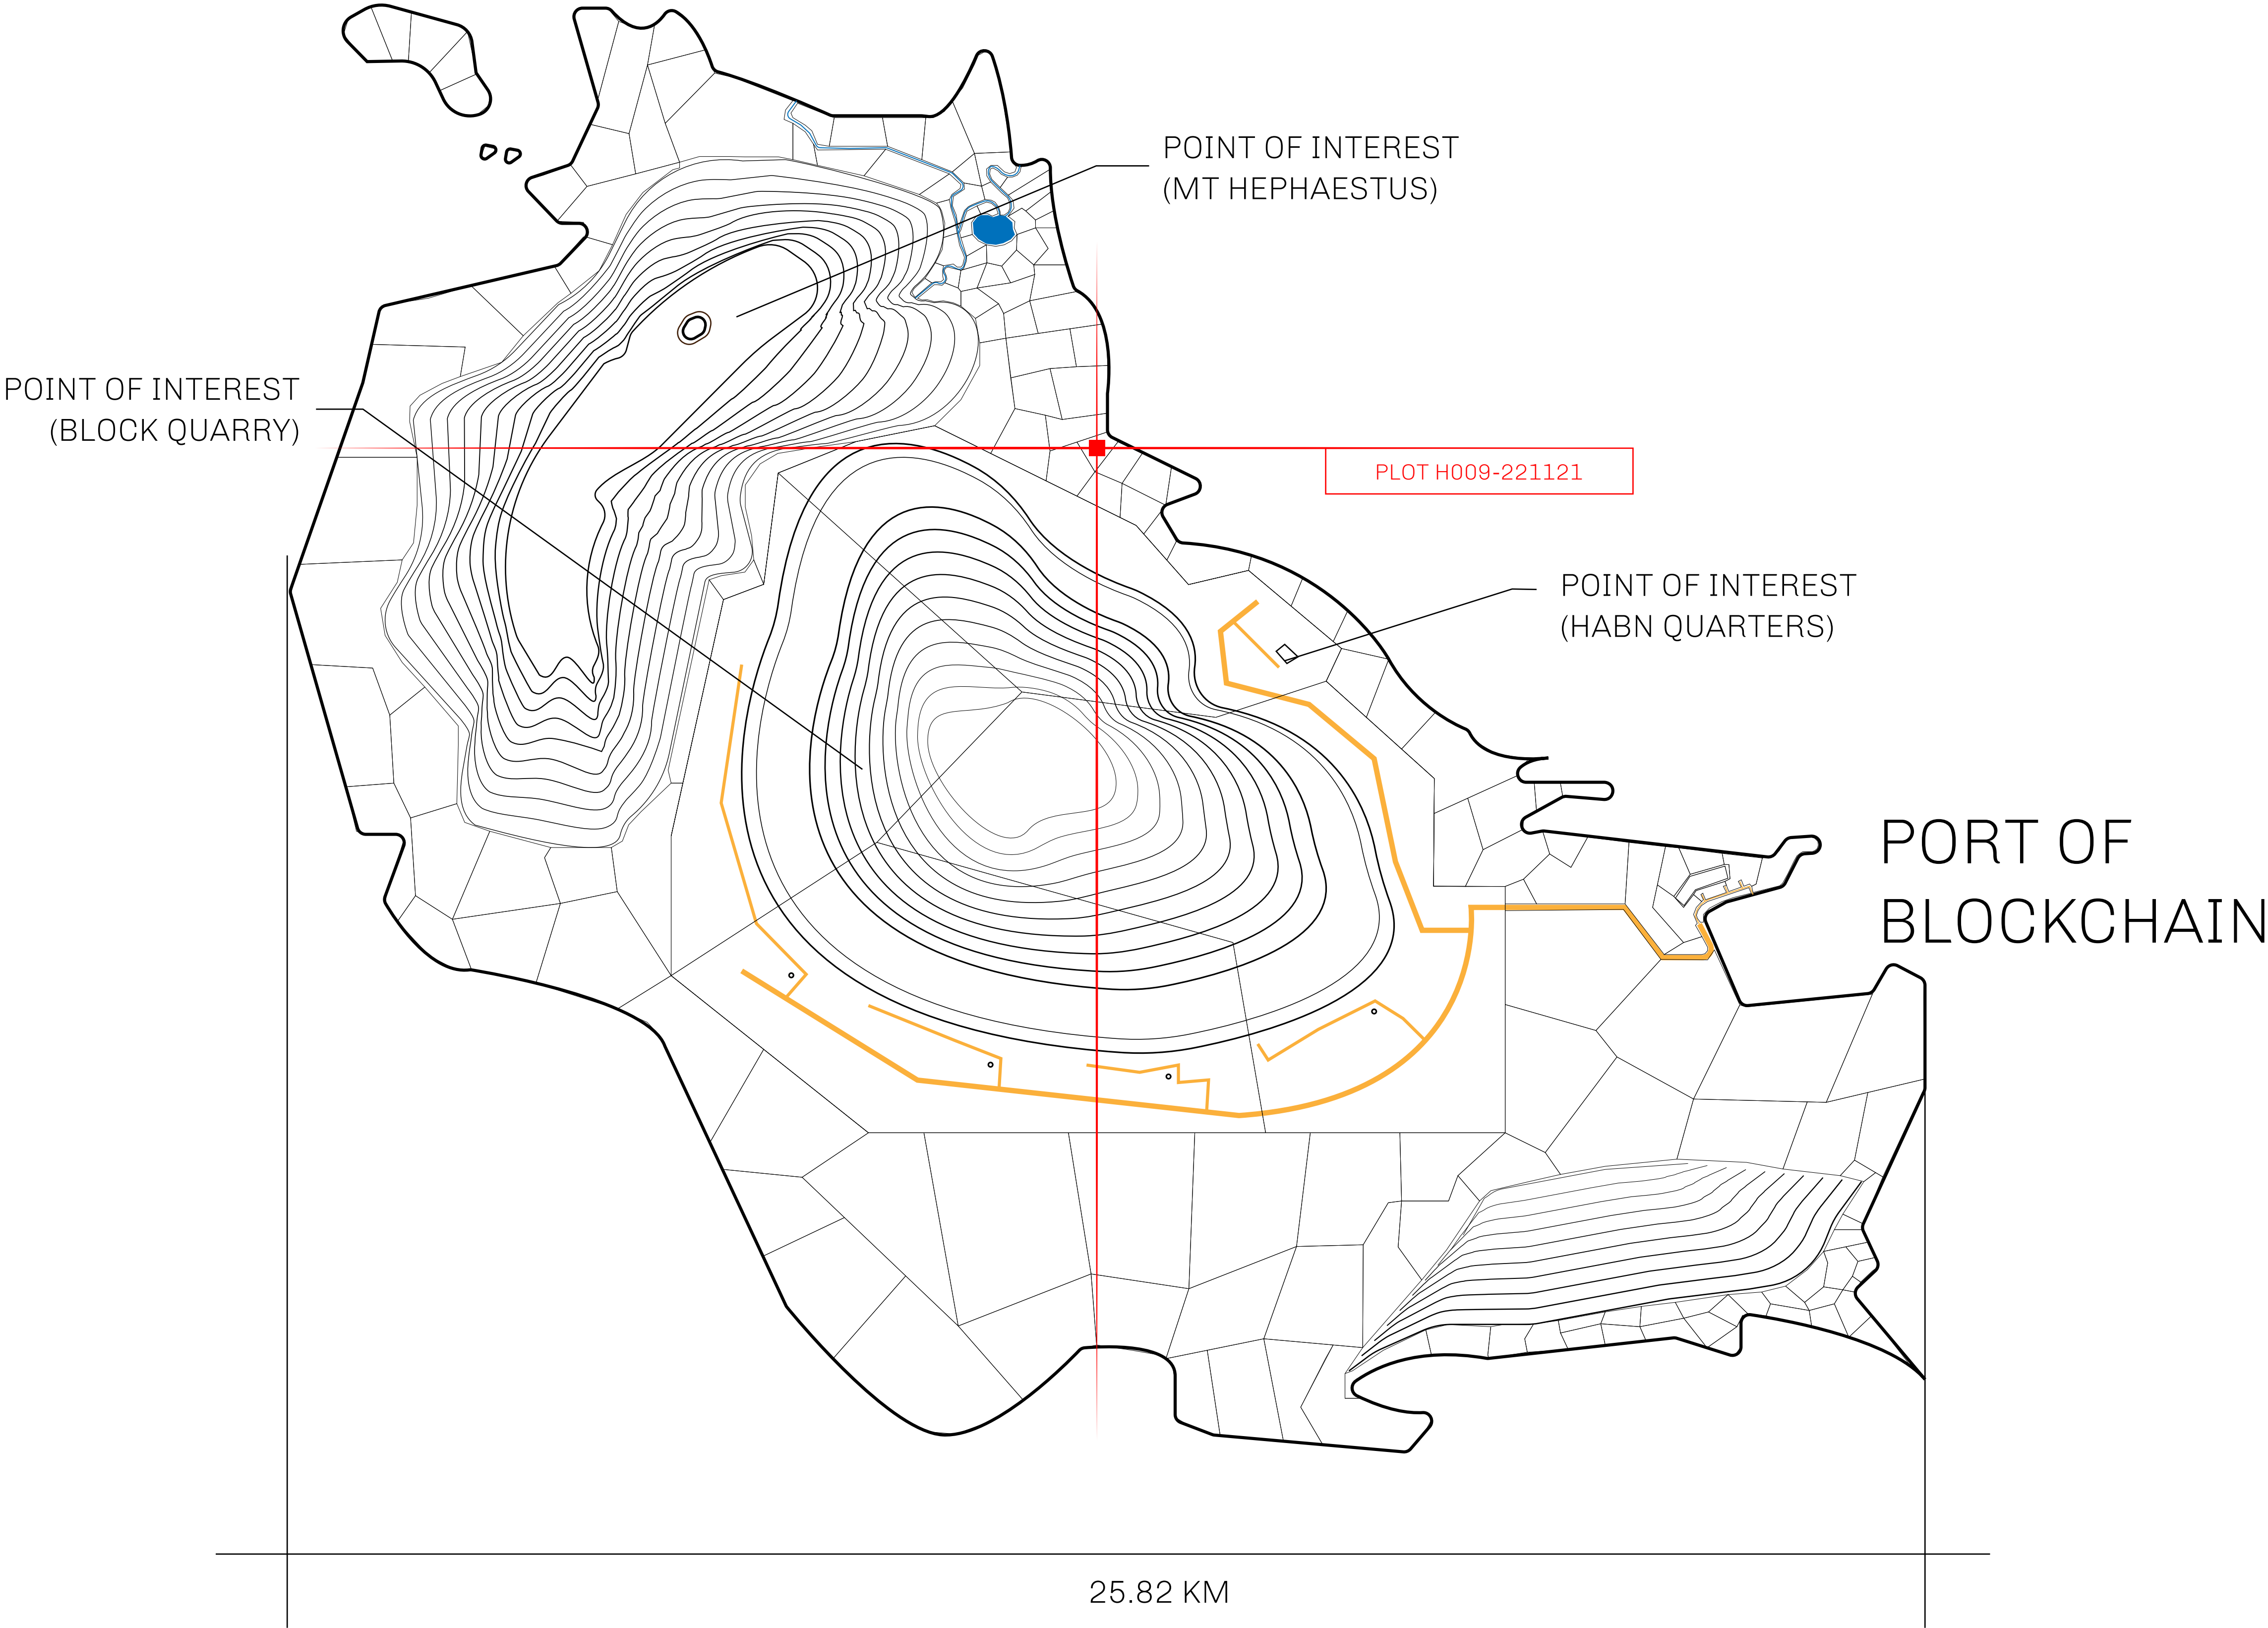 POINT OF INTEREST
(MT HEPHAESTUS)
POINT OF INTEREST
(BLOCK QUARRY)
PLOT H009-221121
POINT OF INTEREST
(HABN QUARTERS)
PORT OF
BLOCKCHAIN
25.82 KM